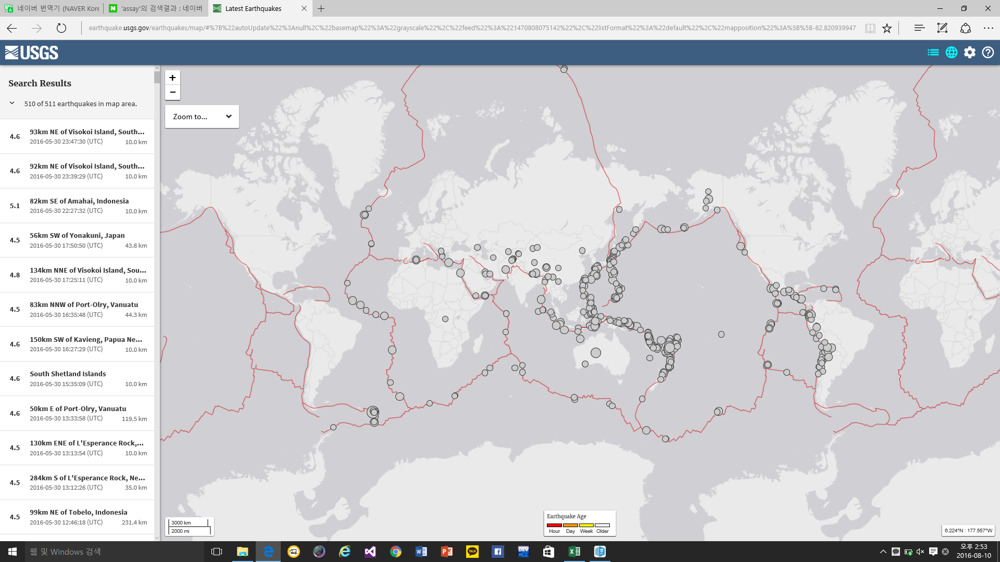 네이버 번역기 (NAVER Kore
'assay'의 검색결과 : 네이버
Latest Earthquakes
earthquake.usgs.gov/earthquakes/map/#%7B%22autoUpdate%22%3Anull%2C%22basemap%22%3A%22grayscale%22%2C%22feed%22%3A%221470808075142%22%2C%22listFormat%22%3A%22default%22%2C%22mapposition%22%3A%5B%5B-82.820939947
USGS
Search Results
510 of 511 earthquakes in map area.
4.6
93km NE of Visokoi Island, South...
2016-05-30 23:47:30 (UTC) 10.0 km
4.6
92km NE of Visokoi Island, South...
2016-05-30 23:39:29 (UTC) 10.0 km
5.1
82km SE of Amahai, Indonesia
2016-05-30 22:27:32 (UTC) 10.0 km
4.5
56km SW of Yonakuni, Japan
2016-05-30 17:50:50 (UTC) 43.8 km
4.8
134km NNE of Visokoi Island, Sou...
2016-05-30 17:25:11 (UTC) 10.0 km
4.5
83km NNW of Port-Olry, Vanuatu
2016-05-30 16:35:48 (UTC) 44.3 km
4.6
150km SW of Kavieng, Papua Ne...
2016-05-30 16:27:29 (UTC) 10.0 km
4.6
South Shetland Islands
2016-05-30 15:35:09 (UTC) 10.0 km
4.6
50km E of Port-Olry, Vanuatu
2016-05-30 13:33:58 (UTC) 119.5 km
4.5
130km ENE of L'Esperance Rock,...
2016-05-30 13:13:54 (UTC) 10.0 km
4.5
284km S of L'Esperance Rock, Ne...
2016-05-30 13:12:26 (UTC) 35.0 km
4.5
99km NE of Tobelo, Indonesia
2016-05-30 12:46:18 (UTC) 231.4 km
+
−
Zoom to...
3000 km
2000 mi
Earthquake Age
Hour Day Week Older
6.224°N : 177.557°W
웹 및 Windows 검색
TALK
DEV C++
오후 2:53
2016-08-10